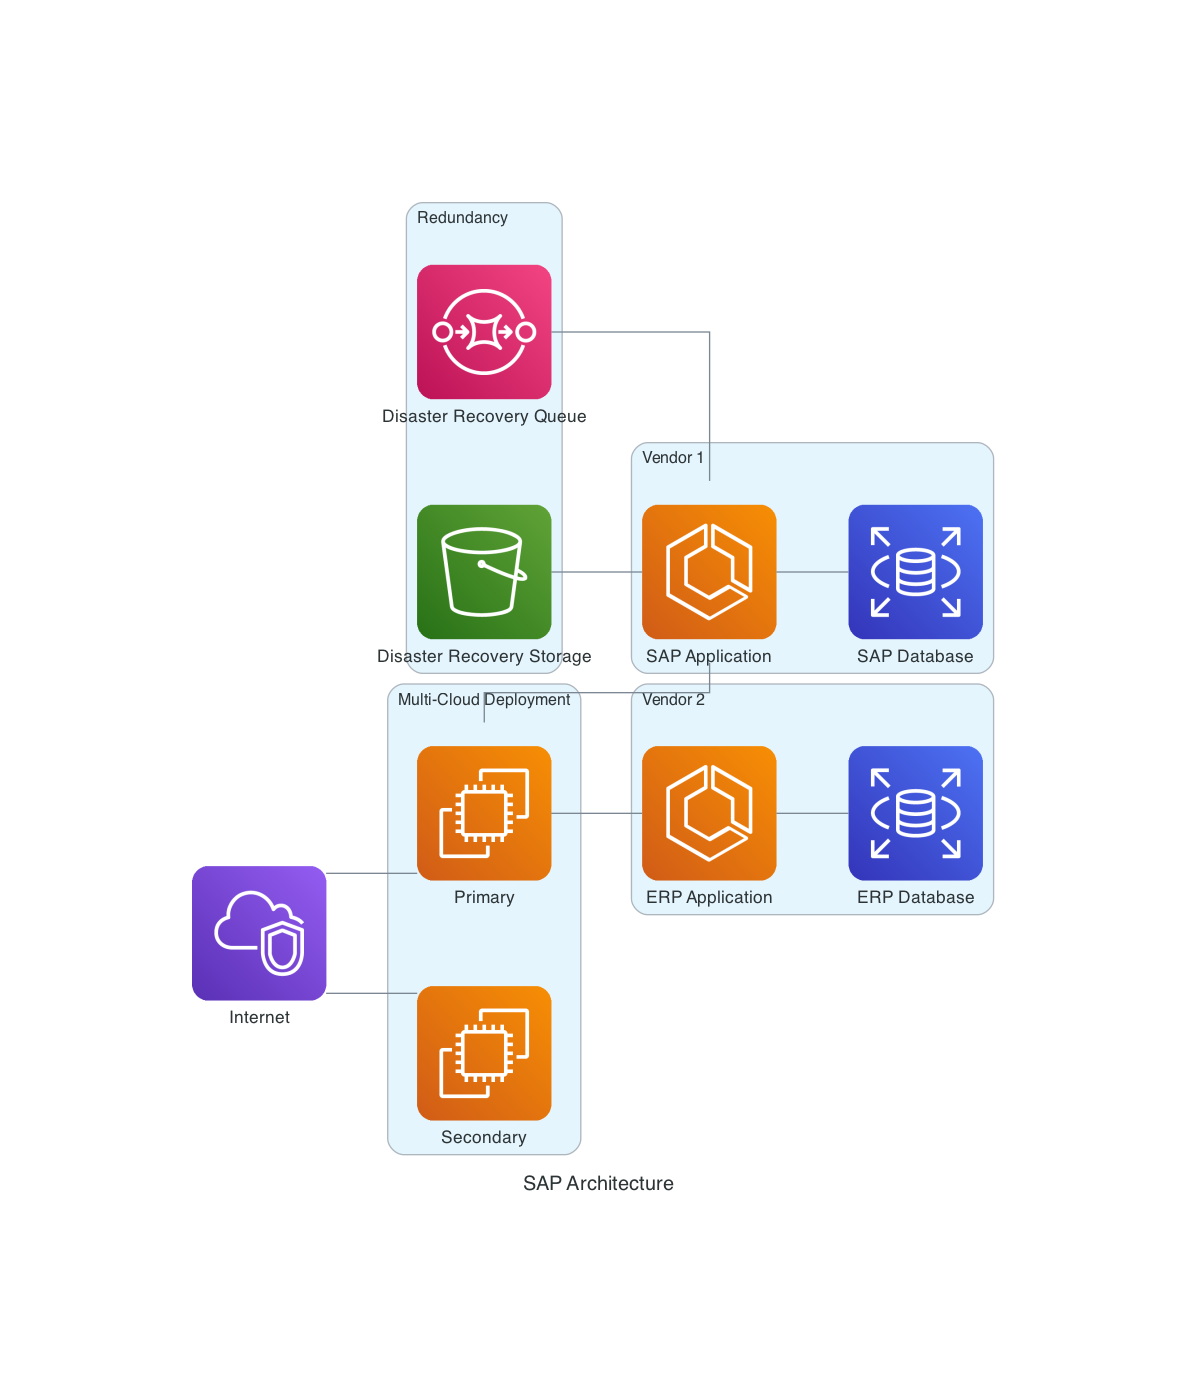 Redundancy
Disaster Recovery Queue
Vendor 1
Disaster Recovery Storage
SAP Application
SAP Database
Multi-Cloud Deployment
Vendor 2
Primary
ERP Application
ERP Database
Internet
Secondary
SAP Architecture